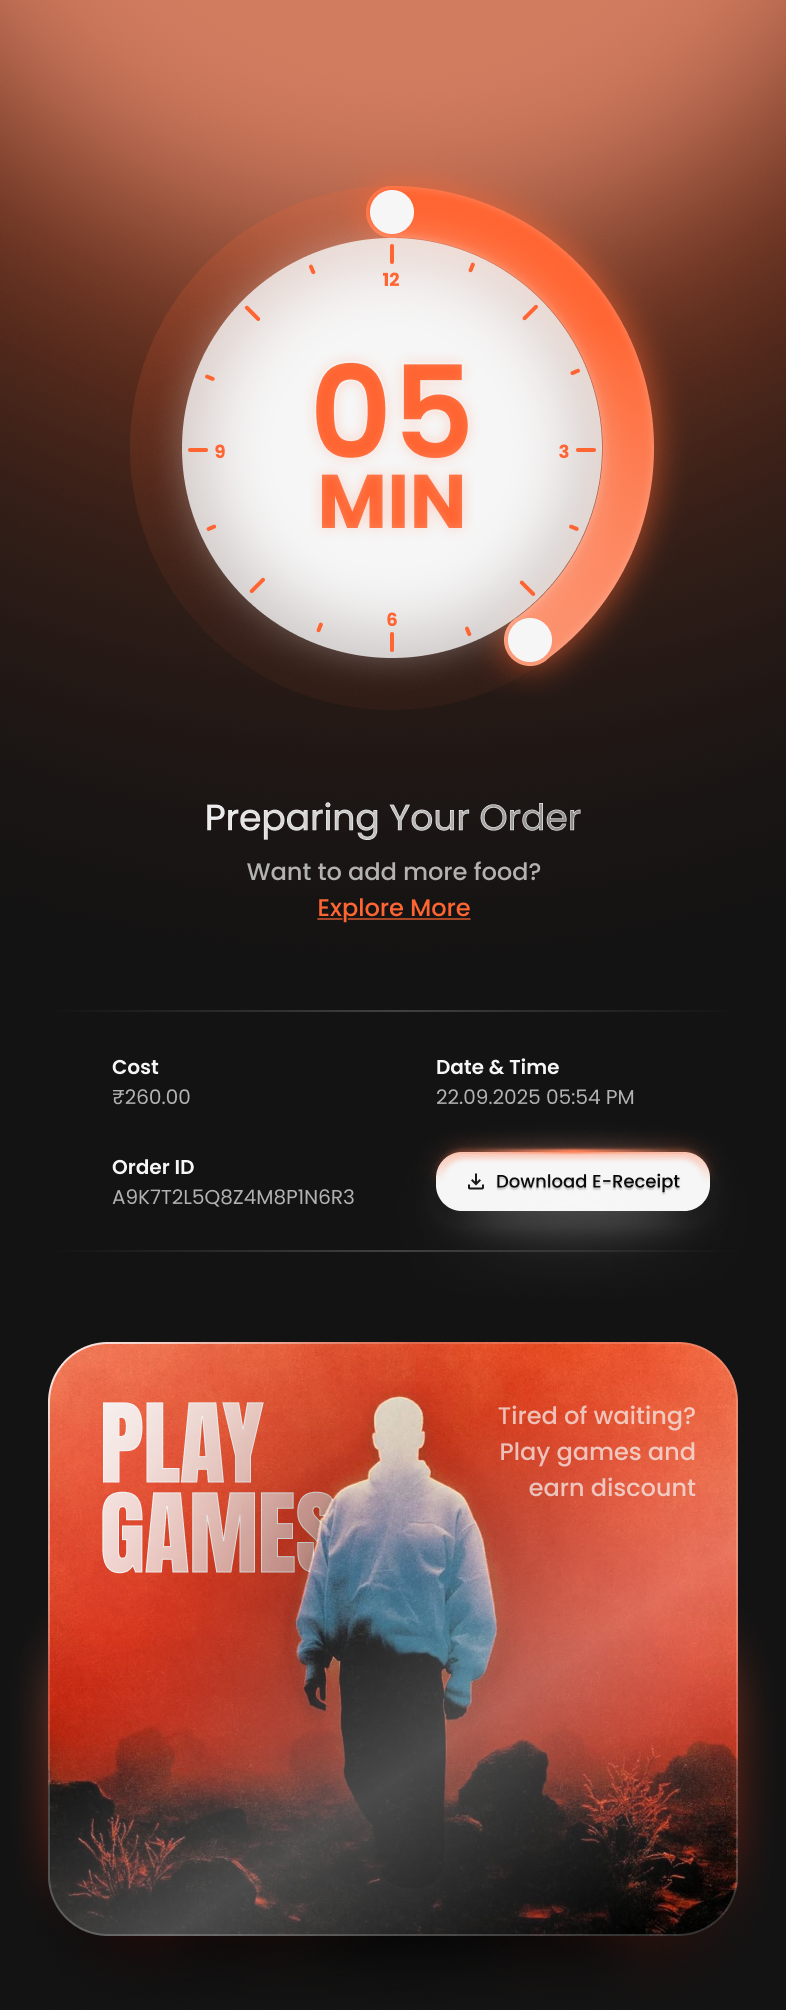 12
05
9
3
MIN
6
Preparing Your Order
Want to add more food?
Explore More
Cost
₹260.00
Date & Time
22.09.2025 05:54 PM
Order ID
A9K7T2L5Q8Z4M8P1N6R3
Download E-Receipt
PLAY
GAMES
Tired of waiting?
Play games and
earn discount